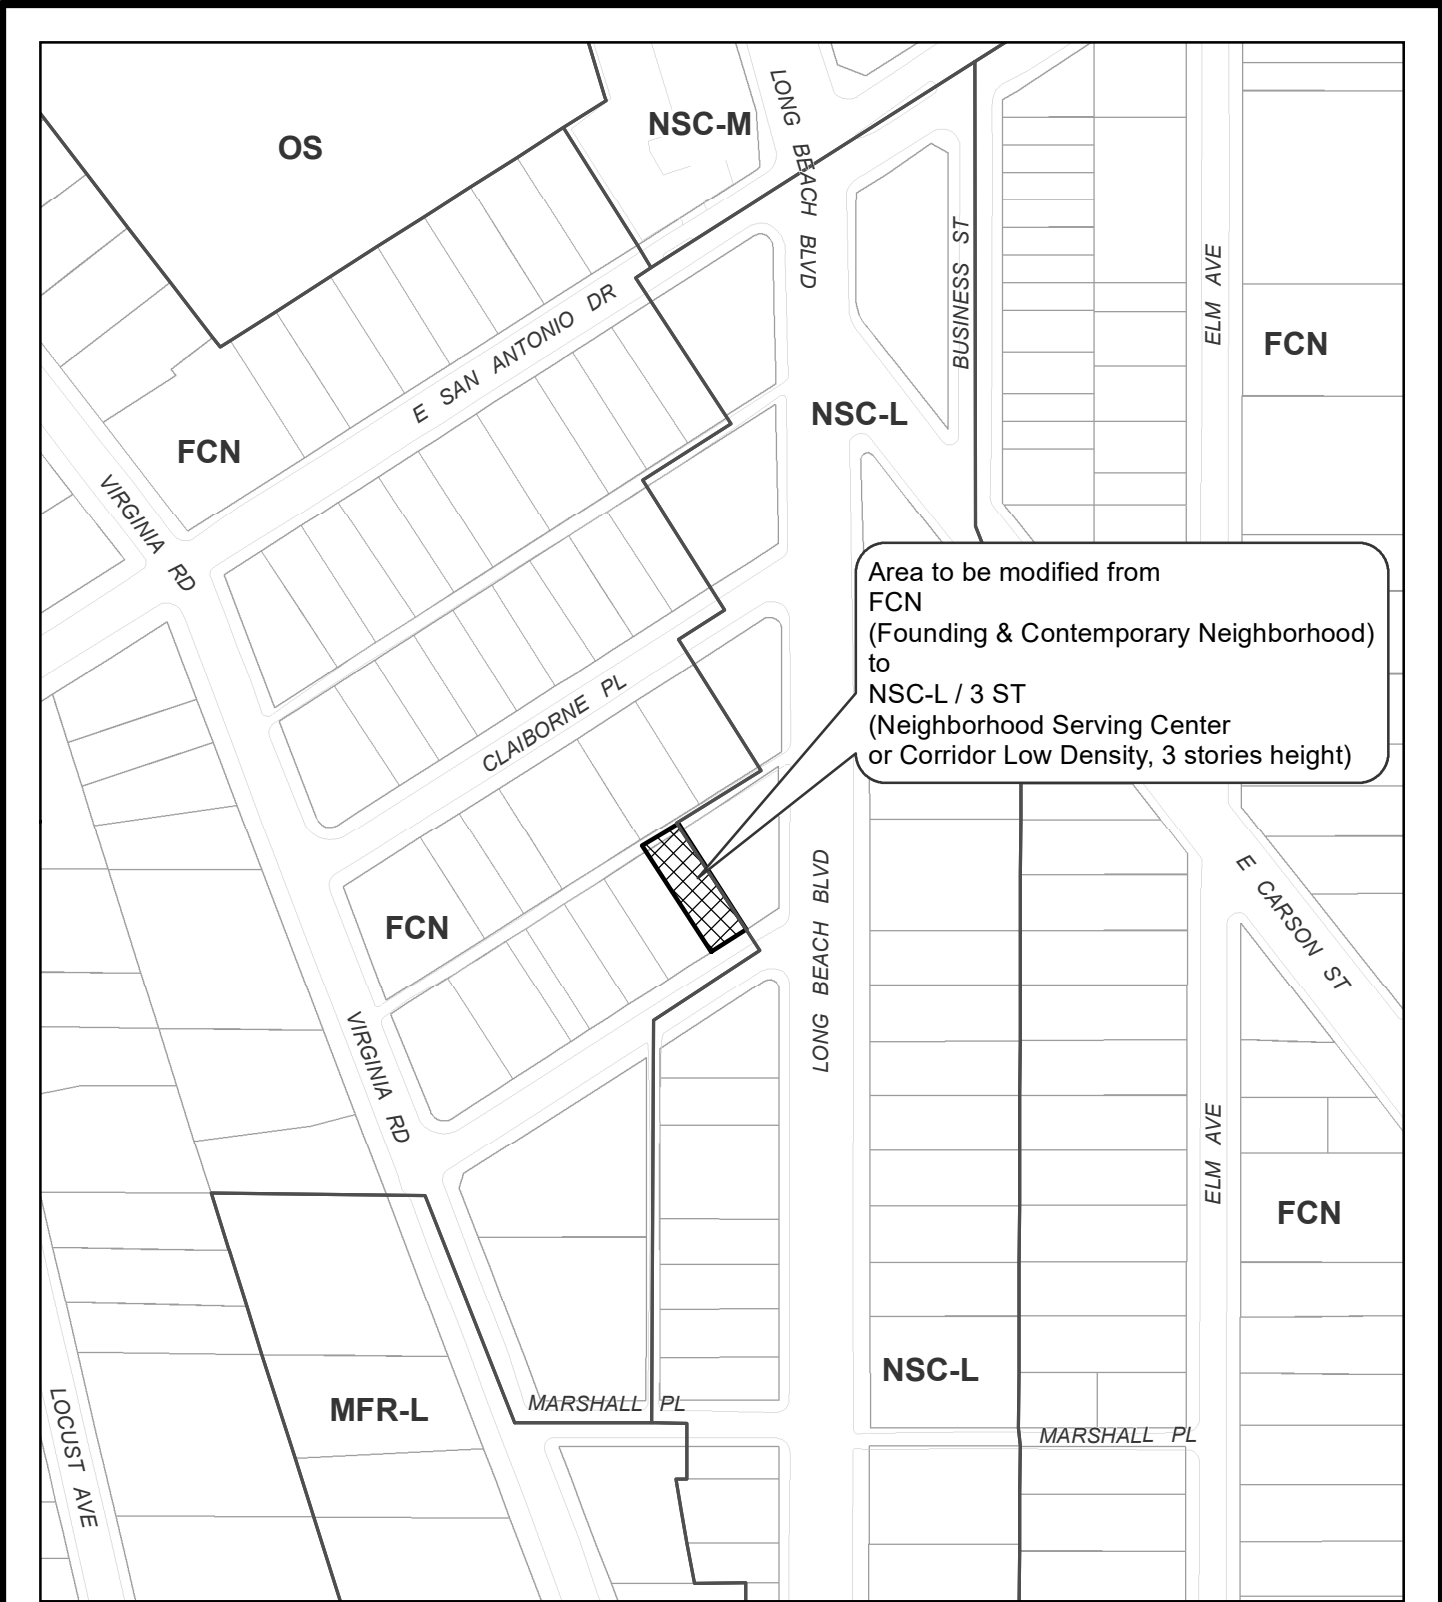 OS
NSC-M
LONG BEACH BLVD
BUSINESS ST
ELM AVE
FCN
E SAN ANTONIO DR
NSC-L
FCN
VIRGINIA RD
Area to be modified from
FCN
(Founding & Contemporary Neighborhood)
to
NSC-L / 3 ST
(Neighborhood Serving Center
or Corridor Low Density, 3 stories height)
CLAIBORNE PL
FCN
LONG BEACH BLVD
E CARSON ST
VIRGINIA RD
ELM AVE
FCN
NSC-L
MFR-L
MARSHALL PL
MARSHALL PL
LOCUST AVE